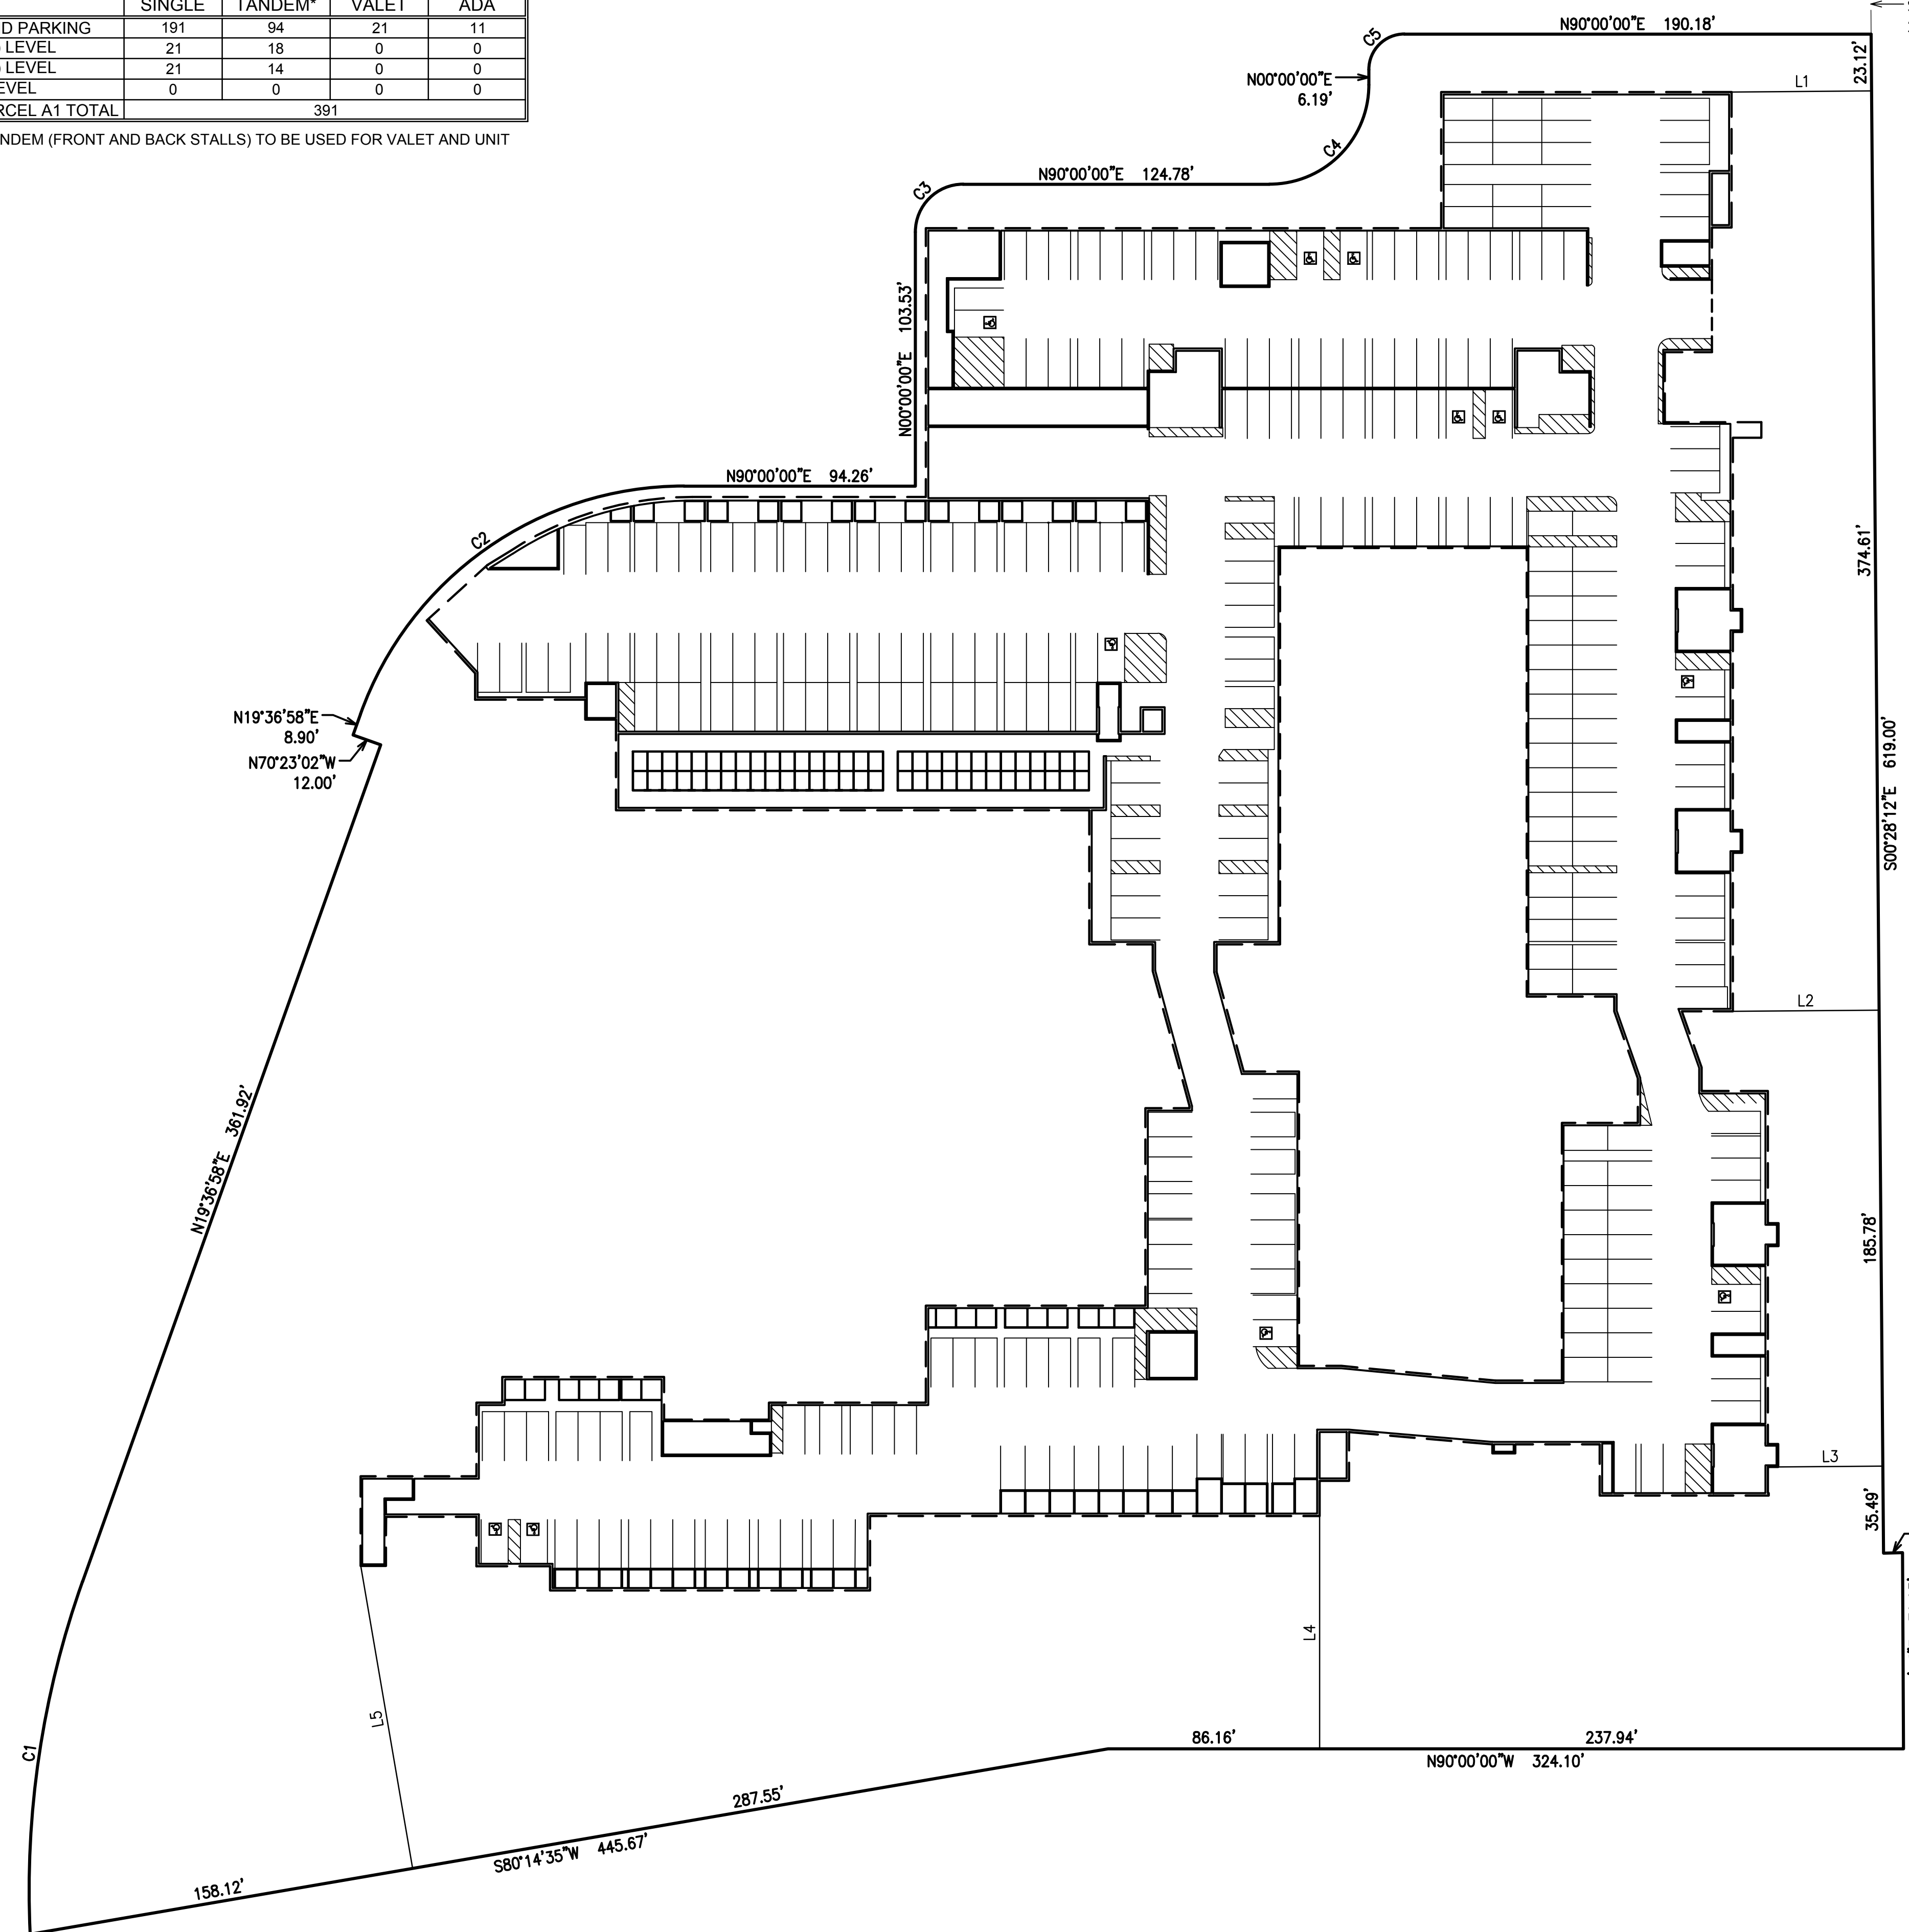 SINGLE TANDEM* VALET ADA
D PARKING 191 94 21 11
LEVEL 21 18 0 0
LEVEL 21 14 0 0
EVEL 0 0 0 0
RCEL A1 TOTAL 391
NDEM (FRONT AND BACK STALLS) TO BE USED FOR VALET AND UNIT
N90°00'00"E 190.18'
C5
23.12'
N00°00'00"E
6.19'
L1
C4
N90°00'00"E 124.78'
C3
N00°00'00"E 103.53'
N90°00'00"E 94.26'
C2
374.61'
N19°36'58"E
8.90'
N70°23'02"W
12.00'
S00°28'12"E 619.00'
L2
N19°36'58"E 361.92'
185.78'
L3
35.49'
L4
L5
C1
86.16'
237.94'
N90°00'00"W 324.10'
287.55'
S80°14'35"W 445.67'
158.12'